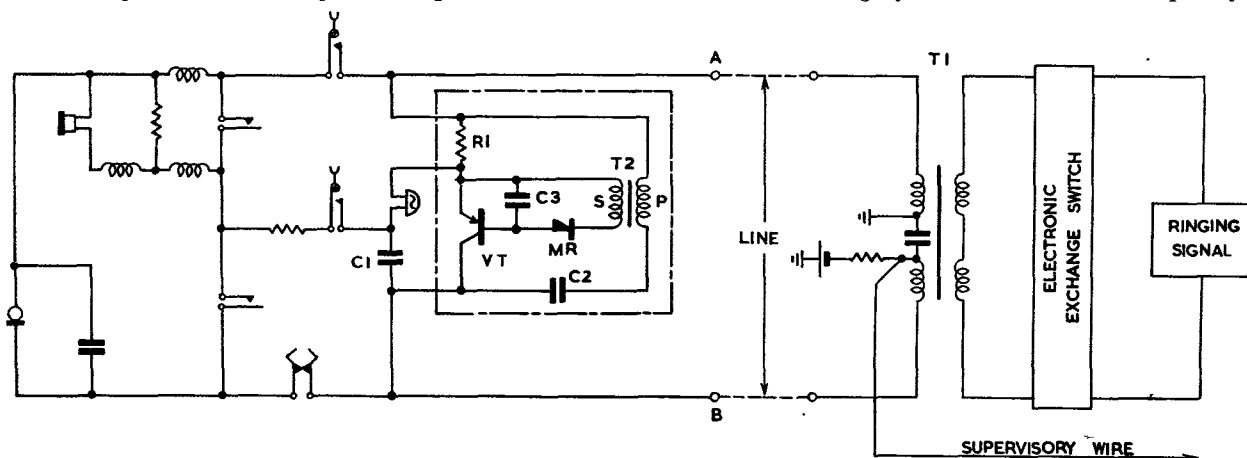 A
T1
R1
T2
C3
S
P
VT
MR
C1
C2
LINE
B
ELECTRONIC
EXCHANGE SWITCH
RINGING
SIGNAL
SUPERVISORY WIRE